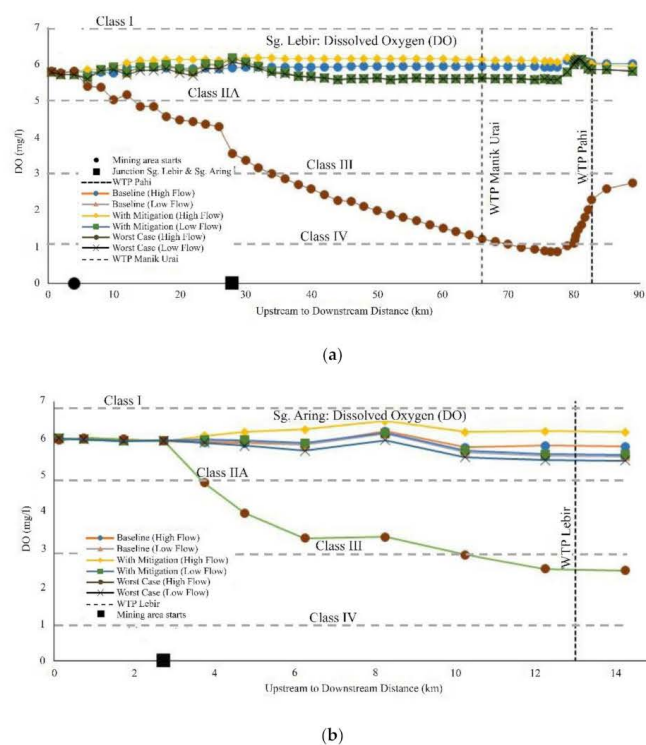 Class I
Sg. Lebir: Dissolved Oxygen (DO)
7
6
5
4
3
2
1
0
DO (mg/l)
Class IIA
Class III
Class IV
WTP Manik Urai
WTP Pahi
Mining area starts
Junction Sg. Lebir & Sg. Aring
WTP Pahi
Baseline (High Flow)
Baseline (Low Flow)
With Mitigation (High Flow)
With Mitigation (Low Flow)
Worst Case (High Flow)
Worst Case (Low Flow)
WTP Manik Urai
0 10 20 30 40 50 60 70 80 90
Upstream to Downstream Distance (km)
(a)
Class I
Sg. Aring: Dissolved Oxygen (DO)
7
6
5
4
3
2
1
0
DO (mg/l)
Class IIA
Class III
Class IV
WTP Lebir
Baseline (High Flow)
Baseline (Low Flow)
With Mitigation (High Flow)
With Mitigation (Low Flow)
Worst Case (High Flow)
Worst Case (Low Flow)
WTP Lebir
Mining area starts
0 2 4 6 8 10 12 14
Upstream to Downstream Distance (km)
(b)